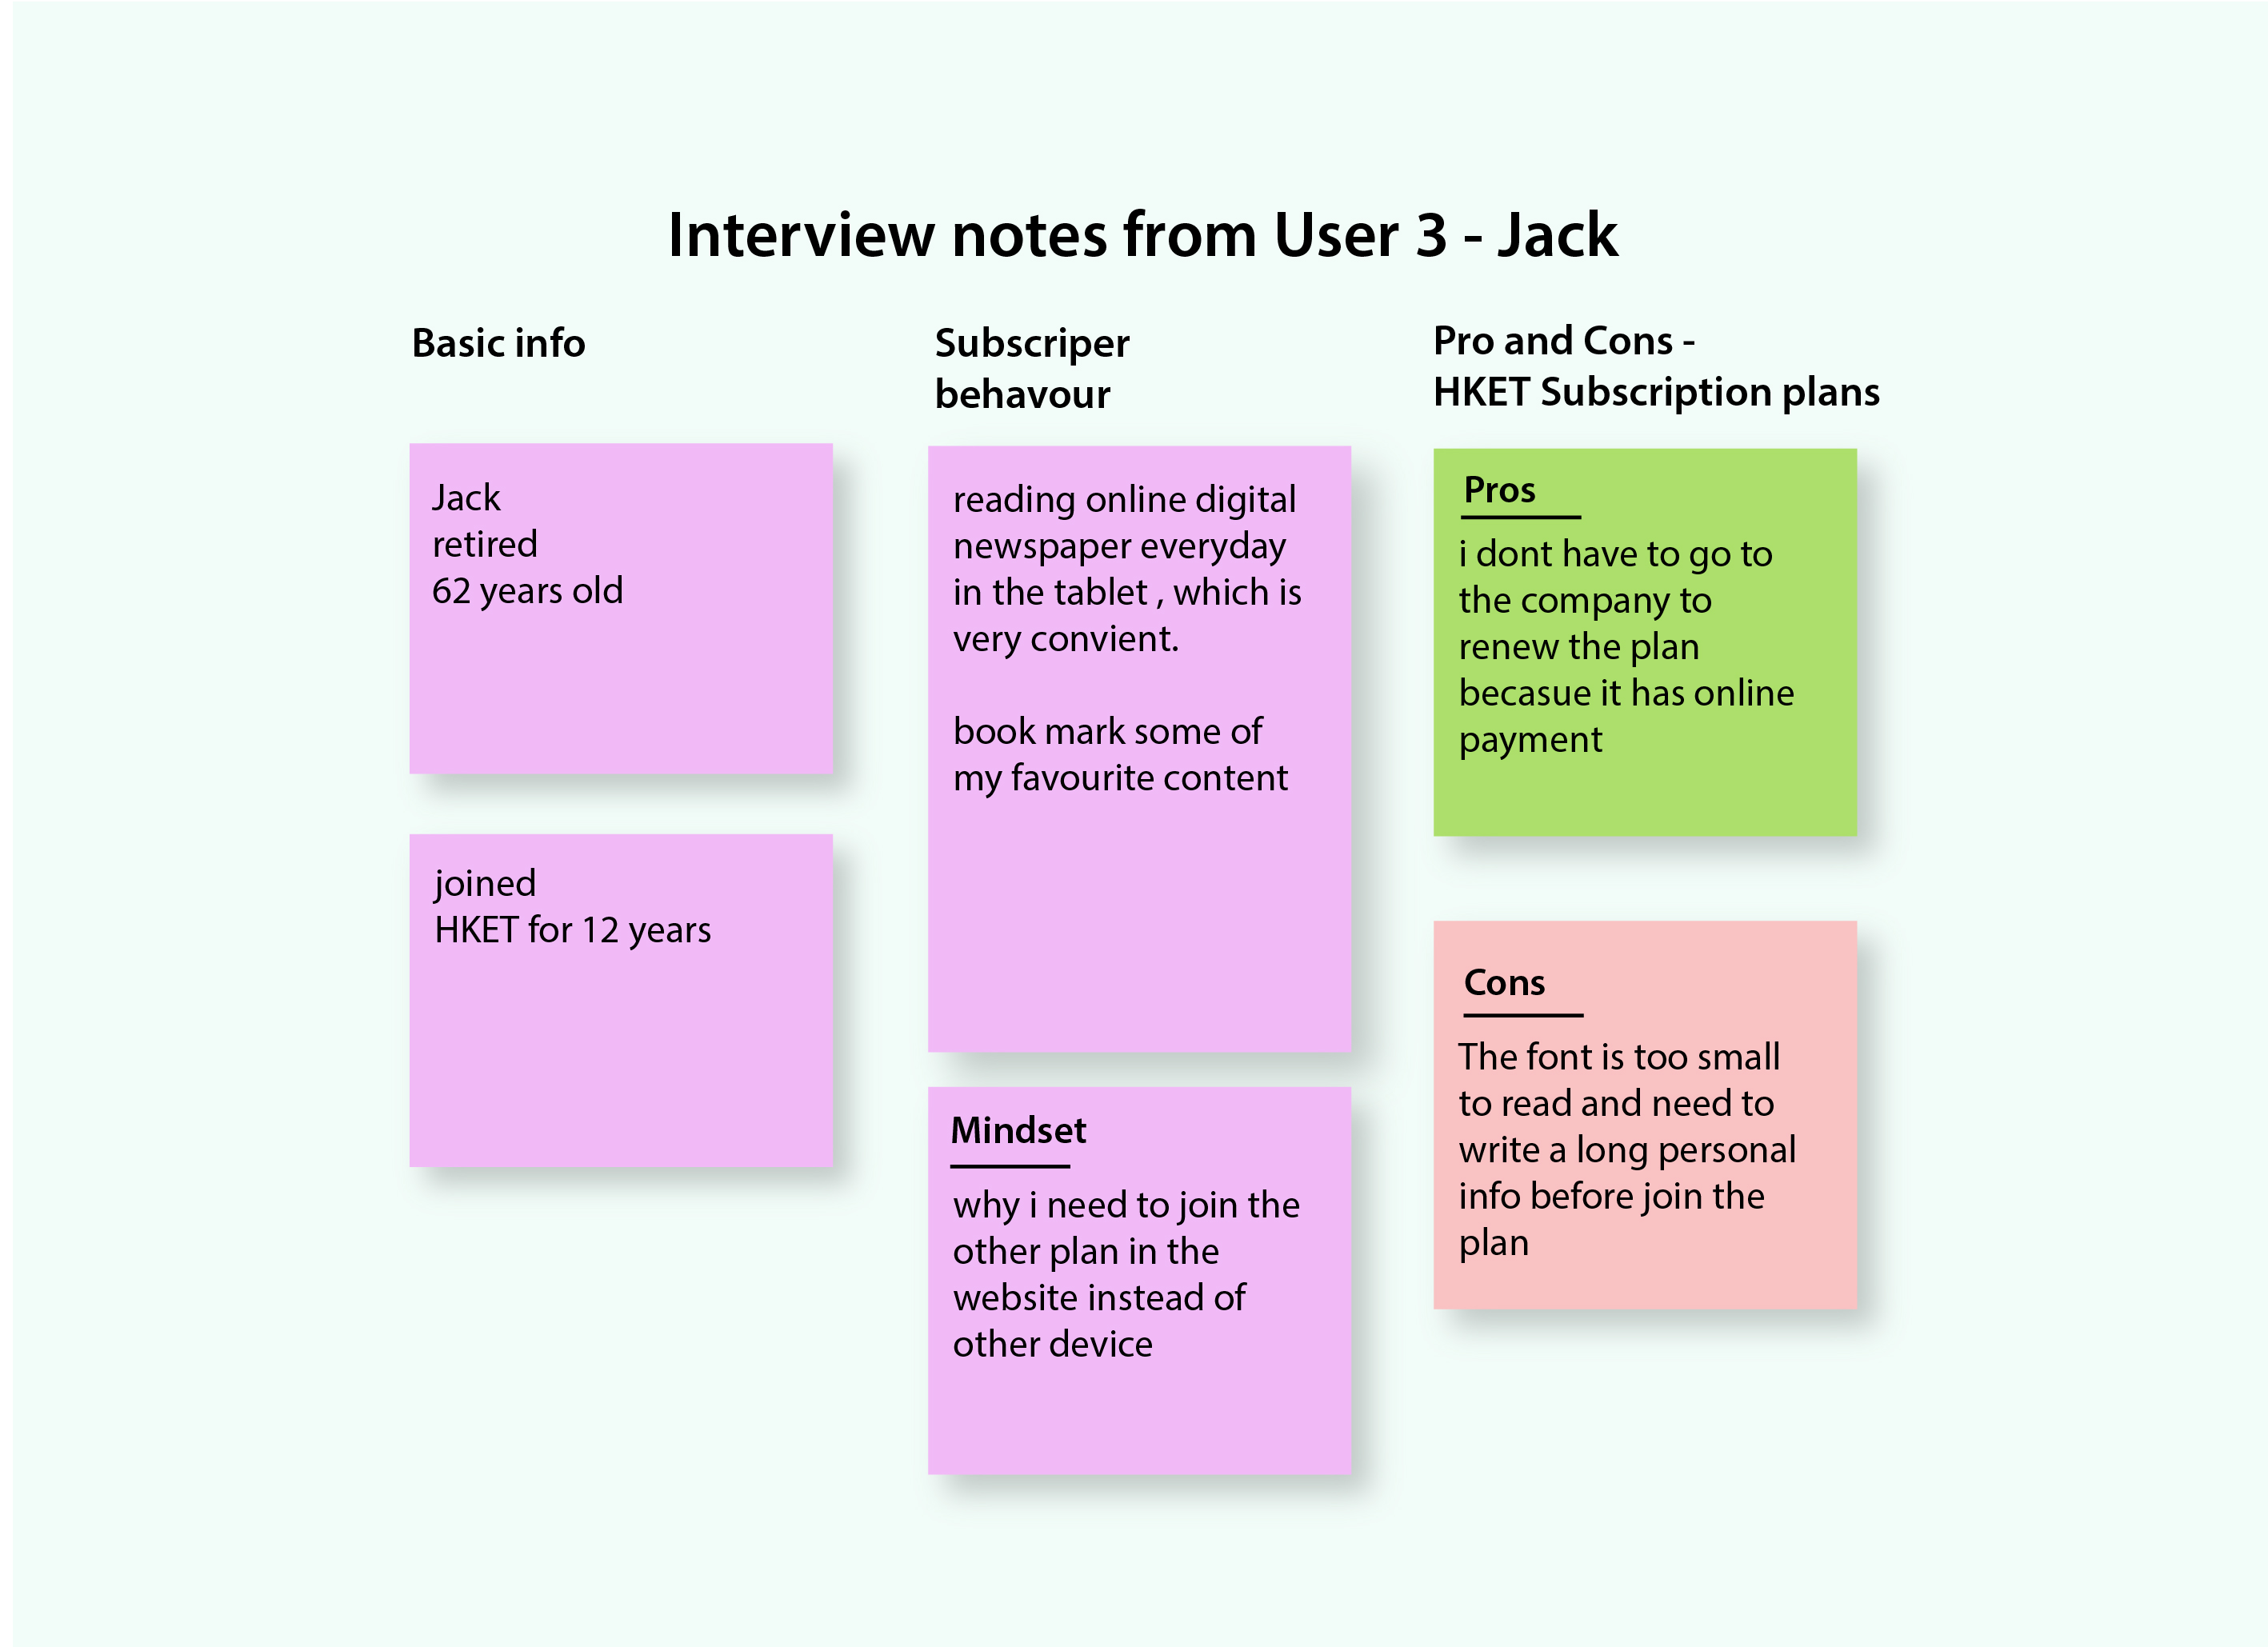 Interview notes from User 3 - Jack
Basic info
Jack
retired
62 years old
joined
HKET for 12 years
Subscriper
behavour
reading online digital
newspaper everyday
in the tablet , which is
very convient.
book mark some of
my favourite content
Mindset
why i need to join the
other plan in the
website instead of
other device
Pro and Cons -
HKET Subscription plans
Pros
i dont have to go to
the company to
renew the plan
becasue it has online
payment
Cons
The font is too small
to read and need to
write a long personal
info before join the
plan